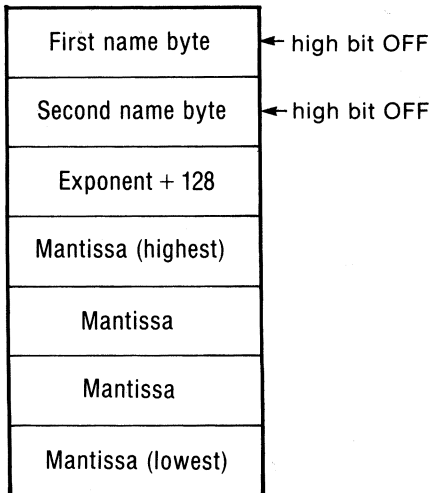 First name byte ← high bit OFF
Second name byte ← high bit OFF
Exponent + 128
Mantissa (highest)
Mantissa
Mantissa
Mantissa (lowest)